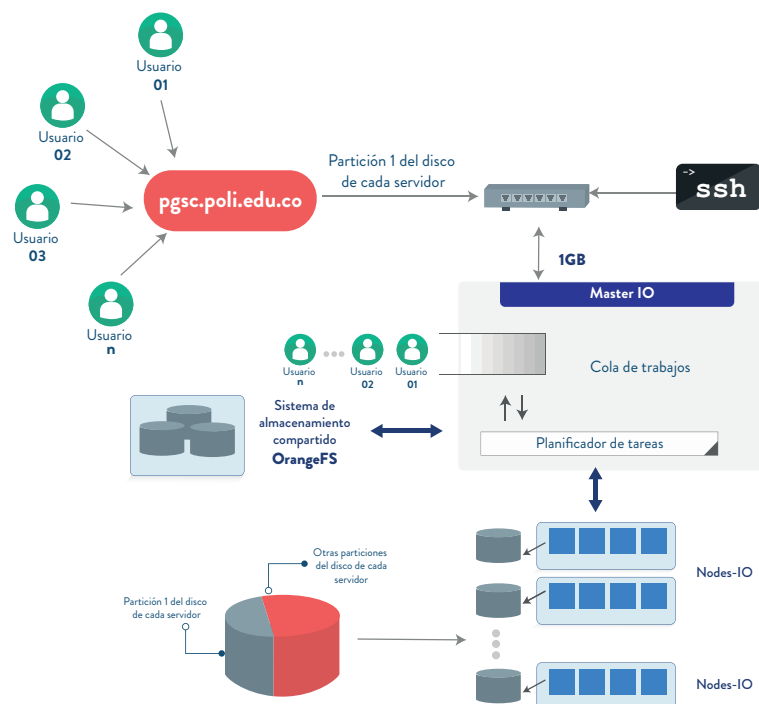 Usuario
01
Usuario
02
Usuario
03
Usuario
n
pgsc.poli.edu.co
Partición 1 del disco
de cada servidor
->
ssh
1GB
Master IO
Usuario
n
Usuario
02
Usuario
01
Cola de trabajos
Sistema de
almacenamiento
compartido
OrangeFS
Planificador de tareas
Otras particiones
del disco de cada
servidor
Partición 1 del disco
de cada servidor
Nodes-IO
Nodes-IO